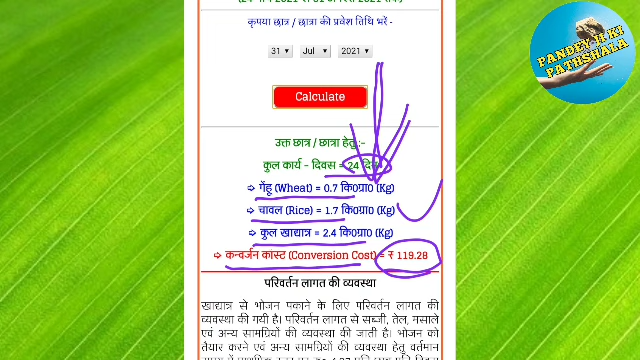 कृपया छात्र / छात्रा की प्रवेश तिथि भरें -
31 Jul 2021
Calculate
उक्त छात्र / छात्रा हेतु :-
कुल कार्य - दिवस = 24 दिन
⇨ गेंहू (Wheat) = 0.7 कि0ग्रा0 (Kg)
⇨ चावल (Rice) = 1.7 कि0ग्रा0 (Kg)
⇨ कुल खाद्यान्न = 2.4 कि0ग्रा0 (Kg)
⇨ कन्वर्जन कास्ट (Conversion Cost) = ₹ 119.28
परिवर्तन लागत की व्यवस्था
खाद्यान्न से भोजन पकाने के लिए परिवर्तन लागत की
व्यवस्था की गयी है। परिवर्तन लागत से सब्जी, तेल, मसाले
एवं अन्य सामग्रियों की व्यवस्था की जाती है। भोजन को
तैयार करने एवं अन्य सामग्रियों की व्यवस्था हेतु वर्तमान
PANDEY JI KI
PATHSHALA